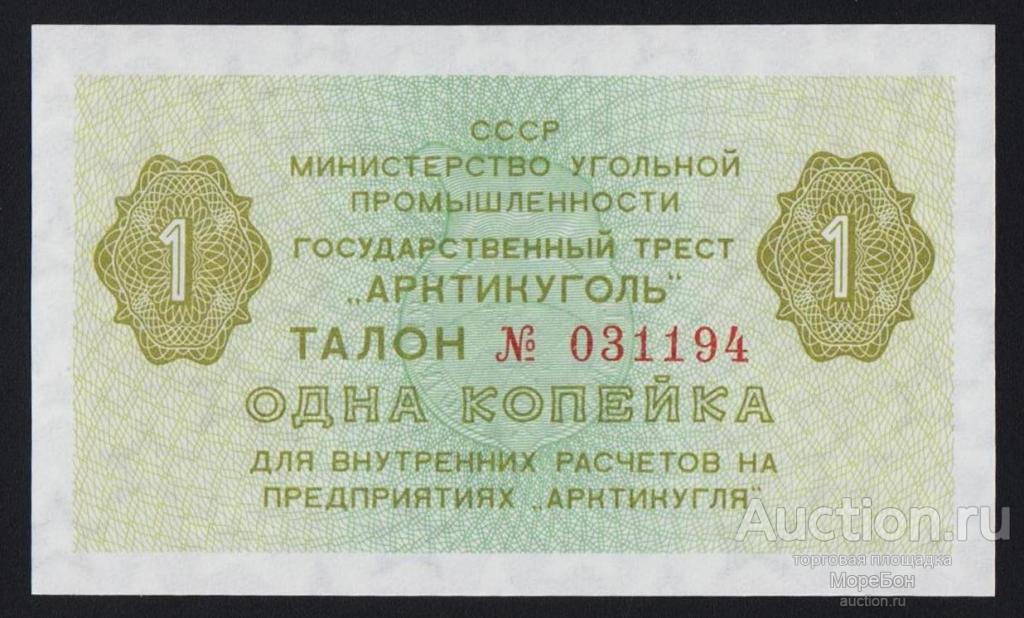 СССР
МИНИСТЕРСТВО УГОЛЬНОЙ
ПРОМЫШЛЕННОСТИ
ГОСУДАРСТВЕННЫЙ ТРЕСТ
„АРКТИКУГОЛЬ"
1
1
ТАЛОН № 031194
ОДНА КОПЕЙКА
ДЛЯ ВНУТРЕННИХ РАСЧЕТОВ НА
ПРЕДПРИЯТИЯХ „АРКТИКУГЛЯ"
Auction.ru
торговая площадка
МореБон
auction.ru